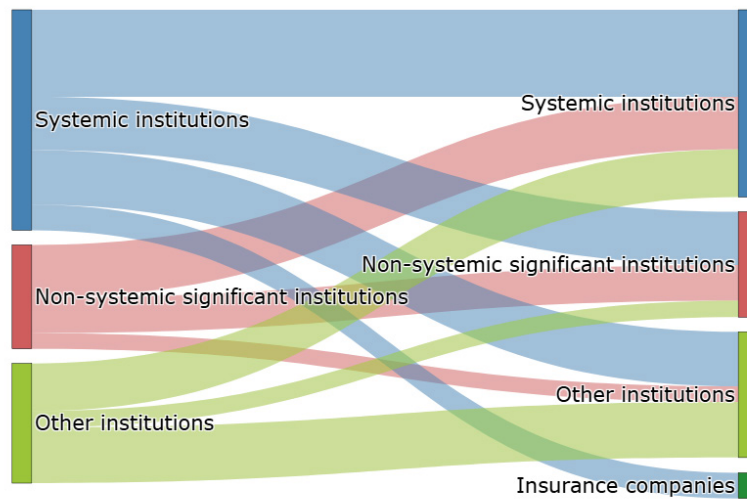 Systemic institutions
Systemic institutions
Non-systemic significant institutions
Non-systemic significant institutions
Other institutions
Other institutions
Insurance companies